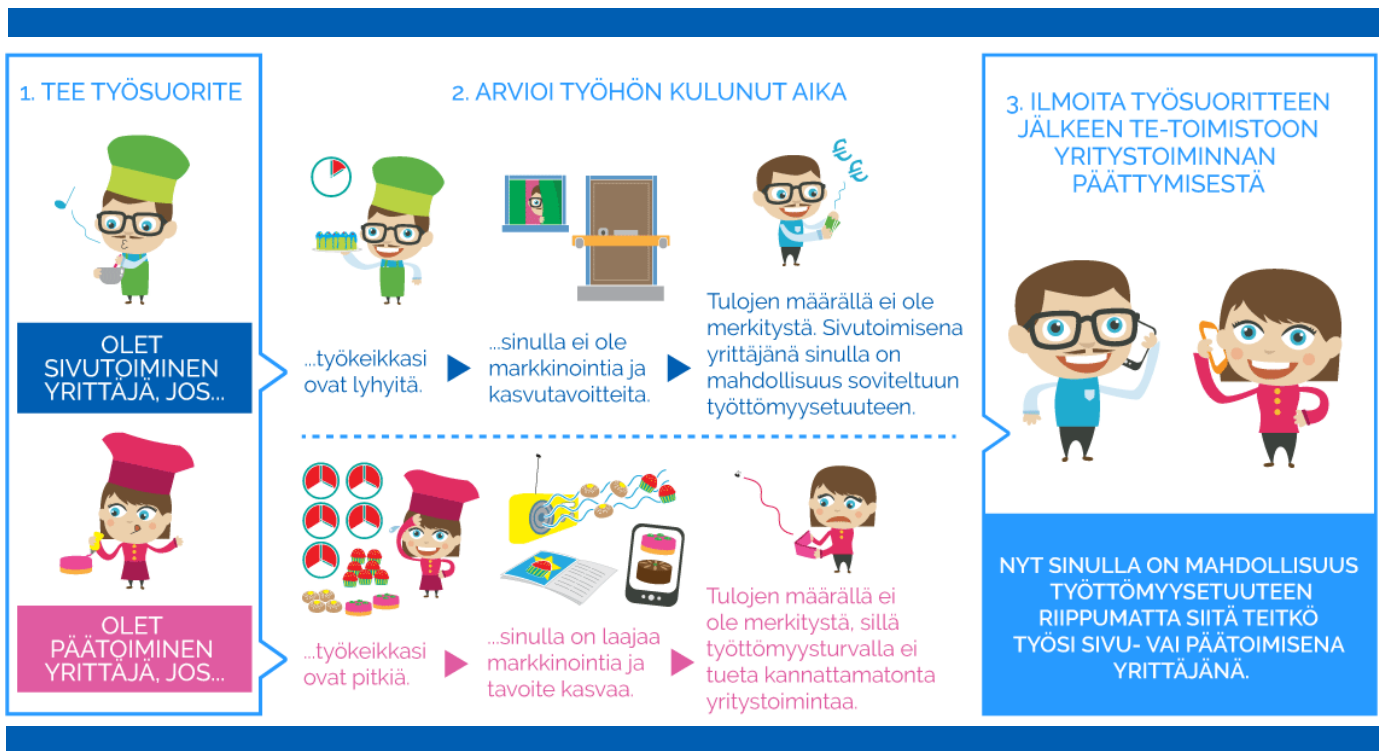 1. TEE TYÖSUORITE
OLET
SIVUTOIMINEN
YRITTÄJÄ, JOS...
OLET
PÄÄTOIMINEN
YRITTÄJÄ, JOS...
2. ARVIOI TYÖHÖN KULUNUT AIKA
...työkeikkasi
ovat lyhyitä.
...sinulla ei ole
markkinointia ja
kasvutavoitteita.
Tulojen määrällä ei ole
merkitystä. Sivutoimisena
yrittäjänä sinulla on
mahdollisuus soviteltuun
työttömyysetuuteen.
...työkeikkasi
ovat pitkiä.
...sinulla on laajaa
markkinointia ja
tavoite kasvaa.
Tulojen määrällä ei
ole merkitystä, sillä
työttömyysturvalla ei
tueta kannattamatonta
yritystoimintaa.
3. ILMOITA TYÖSUORITTEEN
JÄLKEEN TE-TOIMISTOON
YRITYSTOIMINNAN
PÄÄTTYMISESTÄ
NYT SINULLA ON MAHDOLLISUUS
TYÖTTÖMYYSETUUTEEN
RIIPPUMATTA SIITÄ TEITKÖ
TYÖSI SIVU- VAI PÄÄTOIMISENA
YRITTÄJÄNÄ.